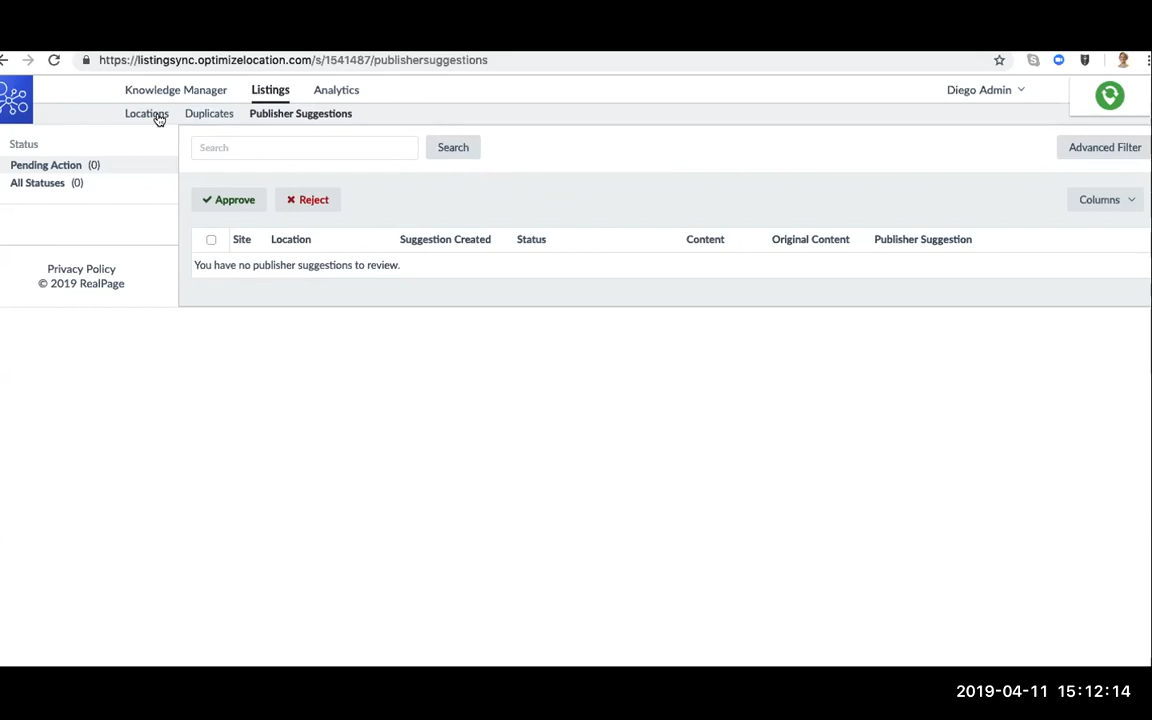 https://listingsync.optimizelocation.com/s/1541487/publishersuggestions
Knowledge Manager Listings Analytics Diego Admin
Locations Duplicates Publisher Suggestions
Status
Search Search Advanced Filter
Pending Action (0)
All Statuses (0)
Approve Reject Columns
Site Location Suggestion Created Status Content Original Content Publisher Suggestion
You have no publisher suggestions to review.
Privacy Policy
© 2019 RealPage
2019-04-11 15:12:14